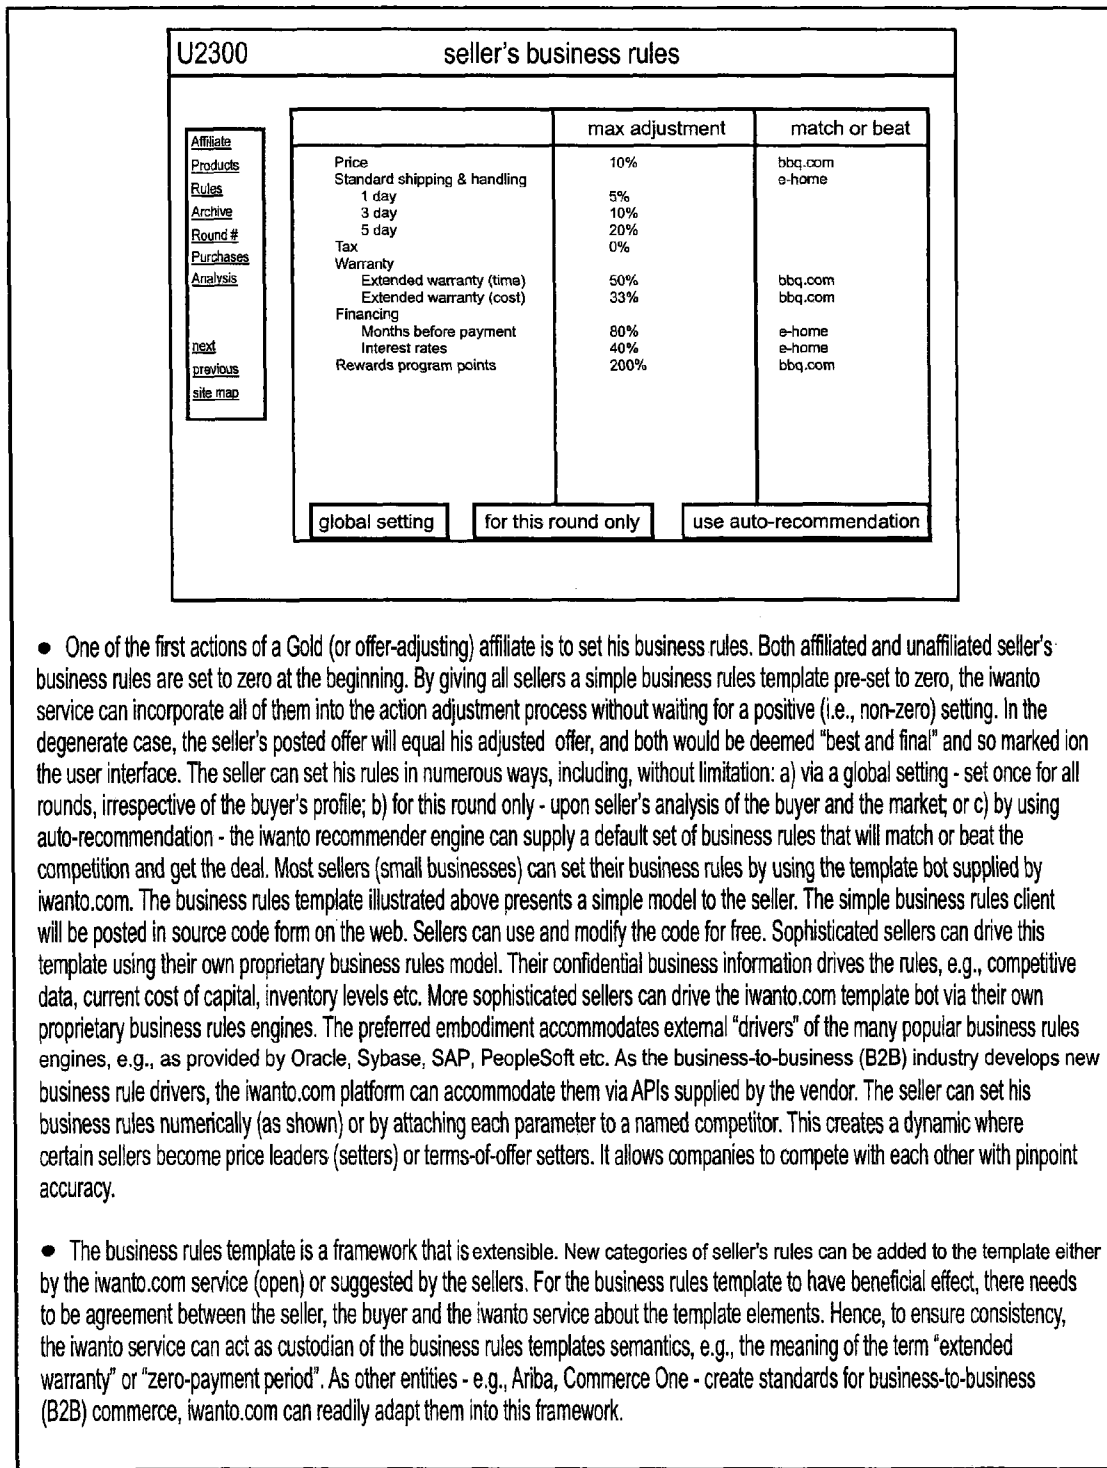 U2300 seller's business rules
max adjustment match or beat
Affiliate
Products
Rules
Archive
Round #
Purchases
Analysis
next
previous
site map
Price 10% bbq.com
Standard shipping & handling e-home
1 day 5%
3 day 10%
5 day 20%
Tax 0%
Warranty
Extended warranty (time) 50% bbq.com
Extended warranty (cost) 33% bbq.com
Financing
Months before payment 80% e-home
Interest rates 40% e-home
Rewards program points 200% bbq.com
global setting for this round only use auto-recommendation
• One of the first actions of a Gold (or offer-adjusting) affiliate is to set his business rules. Both affiliated and unaffiliated seller's
business rules are set to zero at the beginning. By giving all sellers a simple business rules template pre-set to zero, the iwanto
service can incorporate all of them into the action adjustment process without waiting for a positive (i.e., non-zero) setting. In the
degenerate case, the seller's posted offer will equal his adjusted offer, and both would be deemed "best and final" and so marked ion
the user interface. The seller can set his rules in numerous ways, including, without limitation: a) via a global setting - set once for all
rounds, irrespective of the buyer's profile; b) for this round only - upon seller's analysis of the buyer and the market; or c) by using
auto-recommendation - the iwanto recommender engine can supply a default set of business rules that will match or beat the
competition and get the deal. Most sellers (small businesses) can set their business rules by using the template bot supplied by
iwanto.com. The business rules template illustrated above presents a simple model to the seller. The simple business rules client
will be posted in source code form on the web. Sellers can use and modify the code for free. Sophisticated sellers can drive this
template using their own proprietary business rules model. Their confidential business information drives the rules, e.g., competitive
data, current cost of capital, inventory levels etc. More sophisticated sellers can drive the iwanto.com template bot via their own
proprietary business rules engines. The preferred embodiment accommodates external "drivers" of the many popular business rules
engines, e.g., as provided by Oracle, Sybase, SAP, PeopleSoft etc. As the business-to-business (B2B) industry develops new
business rule drivers, the iwanto.com platform can accommodate them via APIs supplied by the vendor. The seller can set his
business rules numerically (as shown) or by attaching each parameter to a named competitor. This creates a dynamic where
certain sellers become price leaders (setters) or terms-of-offer setters. It allows companies to compete with each other with pinpoint
accuracy.
• The business rules template is a framework that is extensible. New categories of seller's rules can be added to the template either
by the iwanto.com service (open) or suggested by the sellers. For the business rules template to have beneficial effect, there needs
to be agreement between the seller, the buyer and the iwanto service about the template elements. Hence, to ensure consistency,
the iwanto service can act as custodian of the business rules templates semantics, e.g., the meaning of the term "extended
warranty" or "zero-payment period". As other entities - e.g., Ariba, Commerce One - create standards for business-to-business
(B2B) commerce, iwanto.com can readily adapt them into this framework.